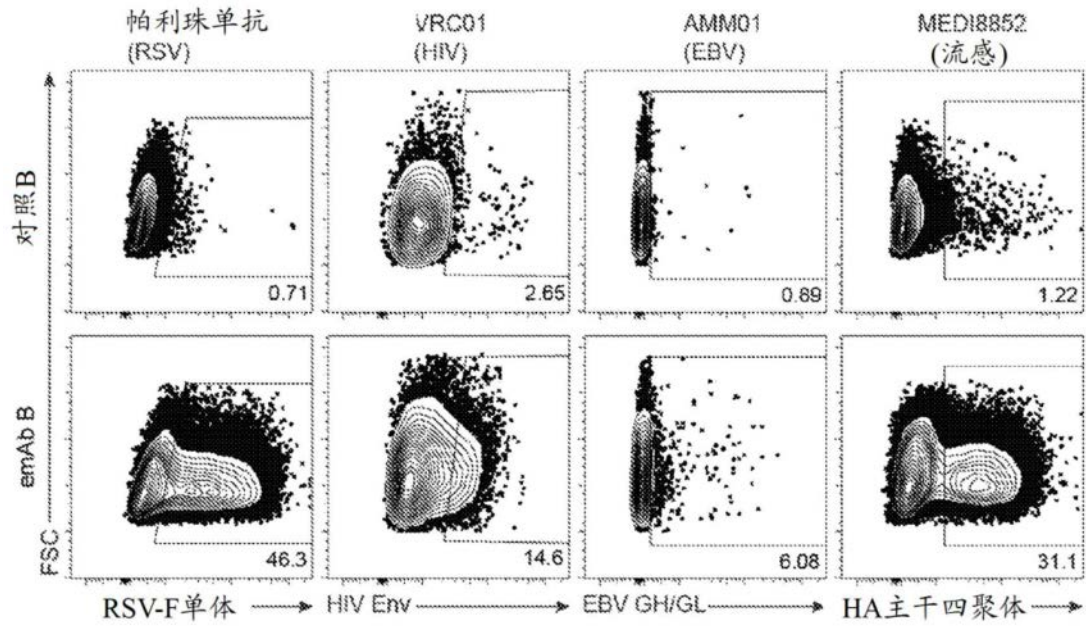 帕利珠单抗
(RSV)
VRC01
(HIV)
AMM01
(EBV)
MEDI8852
(流感)
对照B
0.71
2.65
0.89
1.22
emAb B
46.3
14.6
6.08
31.1
FSC
RSV-F单体
HIV Env
EBV GH/GL
HA主干四聚体